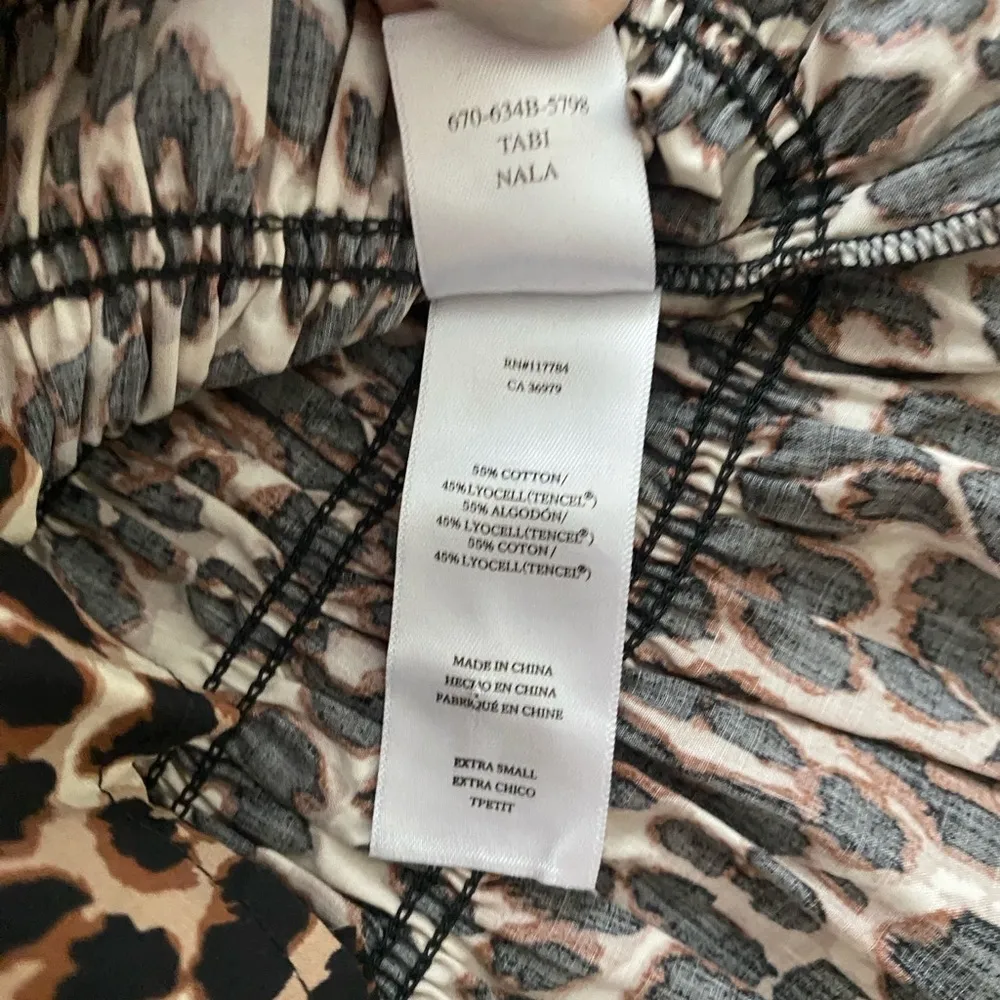 670-634B-5798
TABI
NALA
RN#117784
CA 36979
55% COTTON/
45% LYOCELL(TENCEL®)
55% ALGODÓN/
45% LYOCELL(TENCEL®)
55% COTON/
45% LYOCELL(TENCEL®)
MADE IN CHINA
HECHO EN CHINA
FABRIQUÉ EN CHINE
EXTRA SMALL
EXTRA CHICO
TPETIT